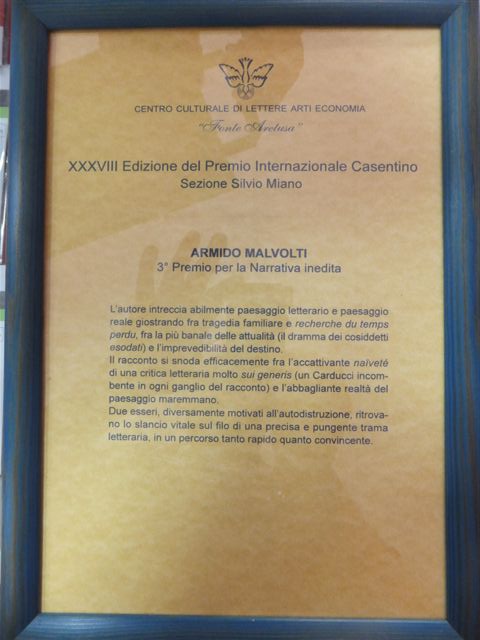 CENTRO CULTURALE DI LETTERE ARTI ECONOMIA
"Fonte Aretusa"
XXXVIII Edizione del Premio Internazionale Casentino
Sezione Silvio Miano
ARMIDO MALVOLTI
3° Premio per la Narrativa inedita
L'autore intreccia abilmente paesaggio letterario e paesaggio
reale giostrando fra tragedia familiare e recherche du temps
perdu, fra la più banale delle attualità (il dramma dei cosiddetti
esodati) e l'imprevedibilità del destino.
Il racconto si snoda efficacemente fra l'accattivante naïveté
di una critica letteraria molto sui generis (un Carducci incom-
bente in ogni ganglio del racconto) e l'abbagliante realtà del
paesaggio maremmano.
Due esseri, diversamente motivati all'autodistruzione, ritrova-
no lo slancio vitale sul filo di una precisa e pungente trama
letteraria, in un percorso tanto rapido quanto convincente.